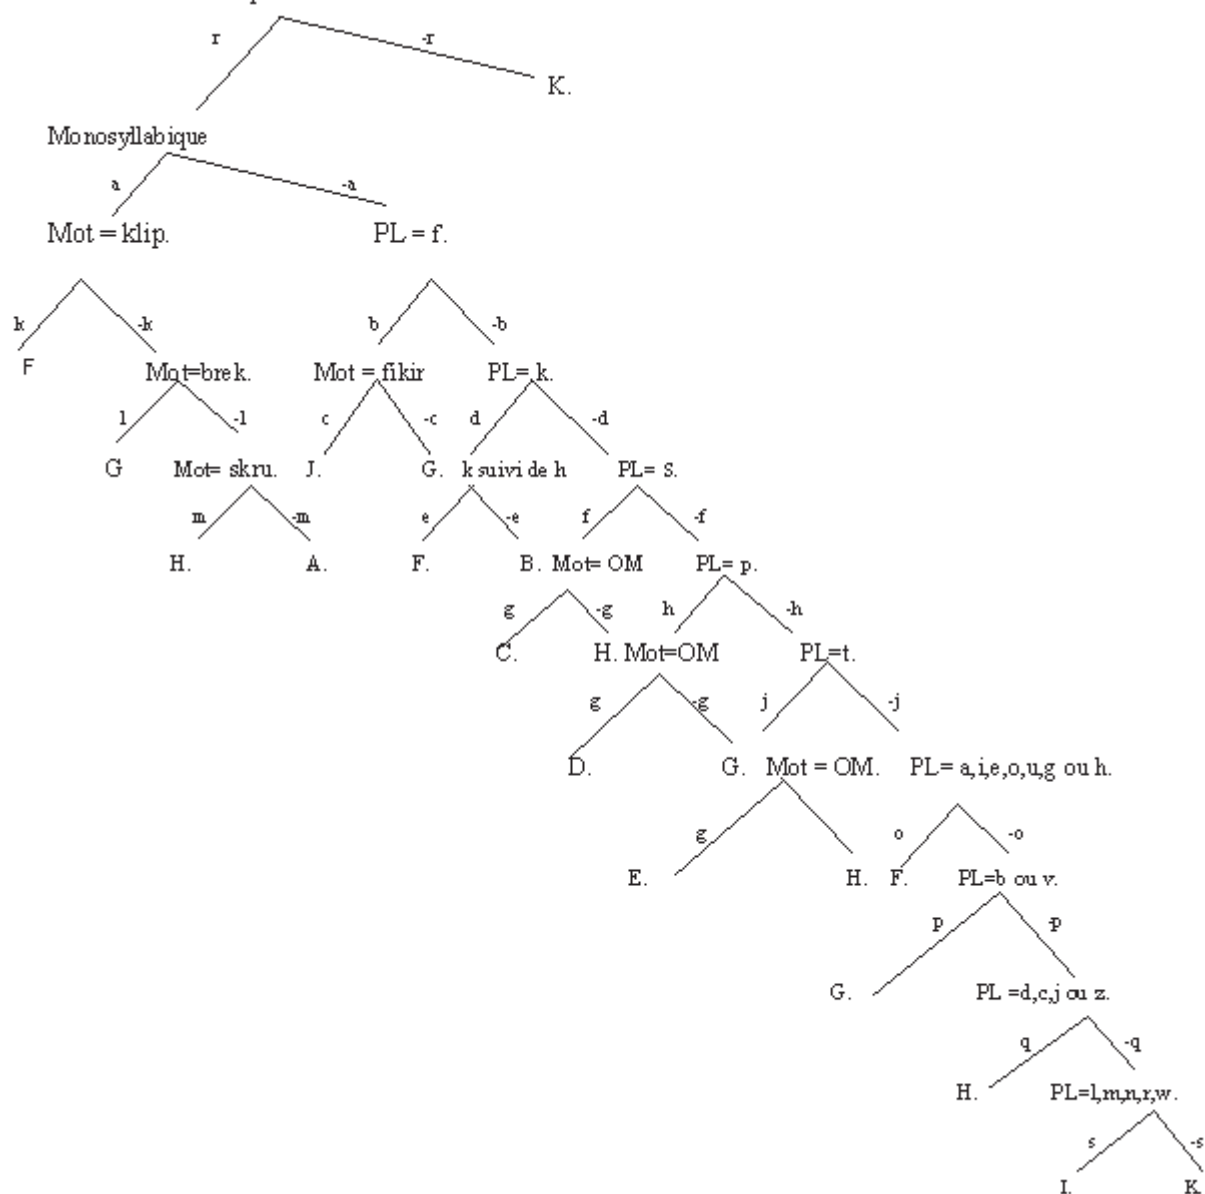 r -r
K.
Monosyllabique
a -a
Mot = klip. PL = f.
k -k b -b
F Mot=brek. Mot = fikir PL= k.
l -l c -c d -d
G Mot= skru. J. G. k suivi de h PL= S.
m -m e -e f -f
H. A. F. B. Mot= OM PL= p.
g -g h -h
C. H. Mot=OM PL=t.
g -g j -j
D. G. Mot = OM. PL= a,i,e,o,u,g ou h.
g o -o
E. H. F. PL=b ou v.
p -p
G. PL =d,c,j ou z.
q -q
H. PL=l,m,n,r,w.
s -s
I. K.